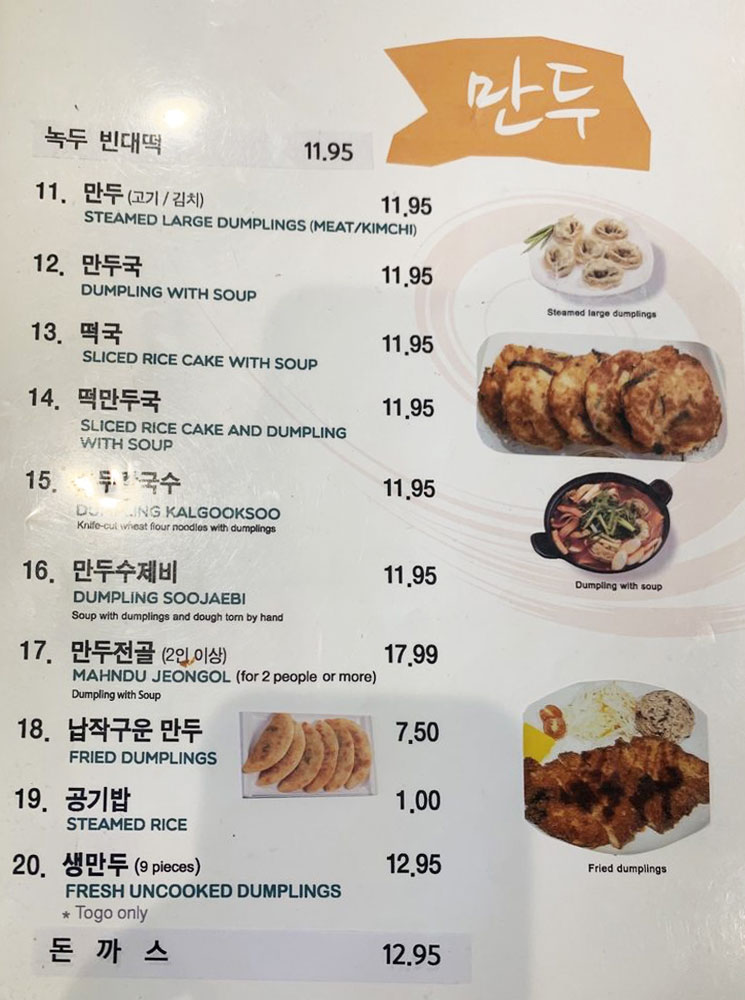 만두
녹두 빈대떡 11.95
11. 만두 (고기 / 김치) 11.95
STEAMED LARGE DUMPLINGS (MEAT/KIMCHI)
12. 만두국 11.95
DUMPLING WITH SOUP
13. 떡국 11.95
SLICED RICE CAKE WITH SOUP
14. 떡만두국 11.95
SLICED RICE CAKE AND DUMPLING
WITH SOUP
15. 국수 11.95
KALGOOKSOO
Knife-cut wheat flour noodles with dumplings
16. 만두수제비 11.95
DUMPLING SOOJAEBI
Soup with dumplings and dough torn by hand
17. 만두전골 (2인 이상) 17.99
MAHNDU JEONGOL (for 2 people or more)
Dumpling with Soup
18. 납작구운 만두 7.50
FRIED DUMPLINGS
19. 공기밥 1.00
STEAMED RICE
20. 생만두 (9 pieces) 12.95
FRESH UNCOOKED DUMPLINGS
* Togo only
돈 까 스 12.95
Steamed large dumplings
Dumpling with soup
Fried dumplings